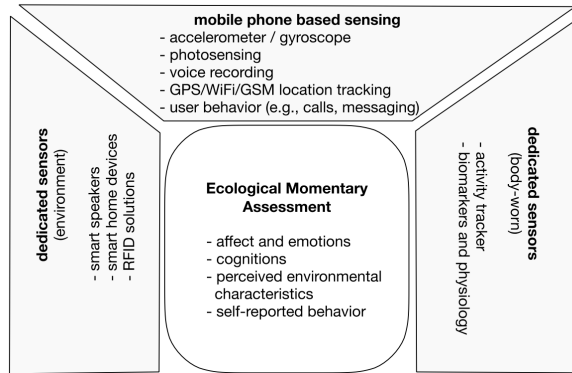 mobile phone based sensing
- accelerometer / gyroscope
- photosensing
- voice recording
- GPS/WiFi/GSM location tracking
- user behavior (e.g., calls, messaging)
dedicated sensors
(environment)
- smart speakers
- smart home devices
- RFID solutions
Ecological Momentary
Assessment
- affect and emotions
- cognitions
- perceived environmental
characteristics
- self-reported behavior
dedicated sensors
(body-worn)
- activity tracker
- biomarkers and physiology